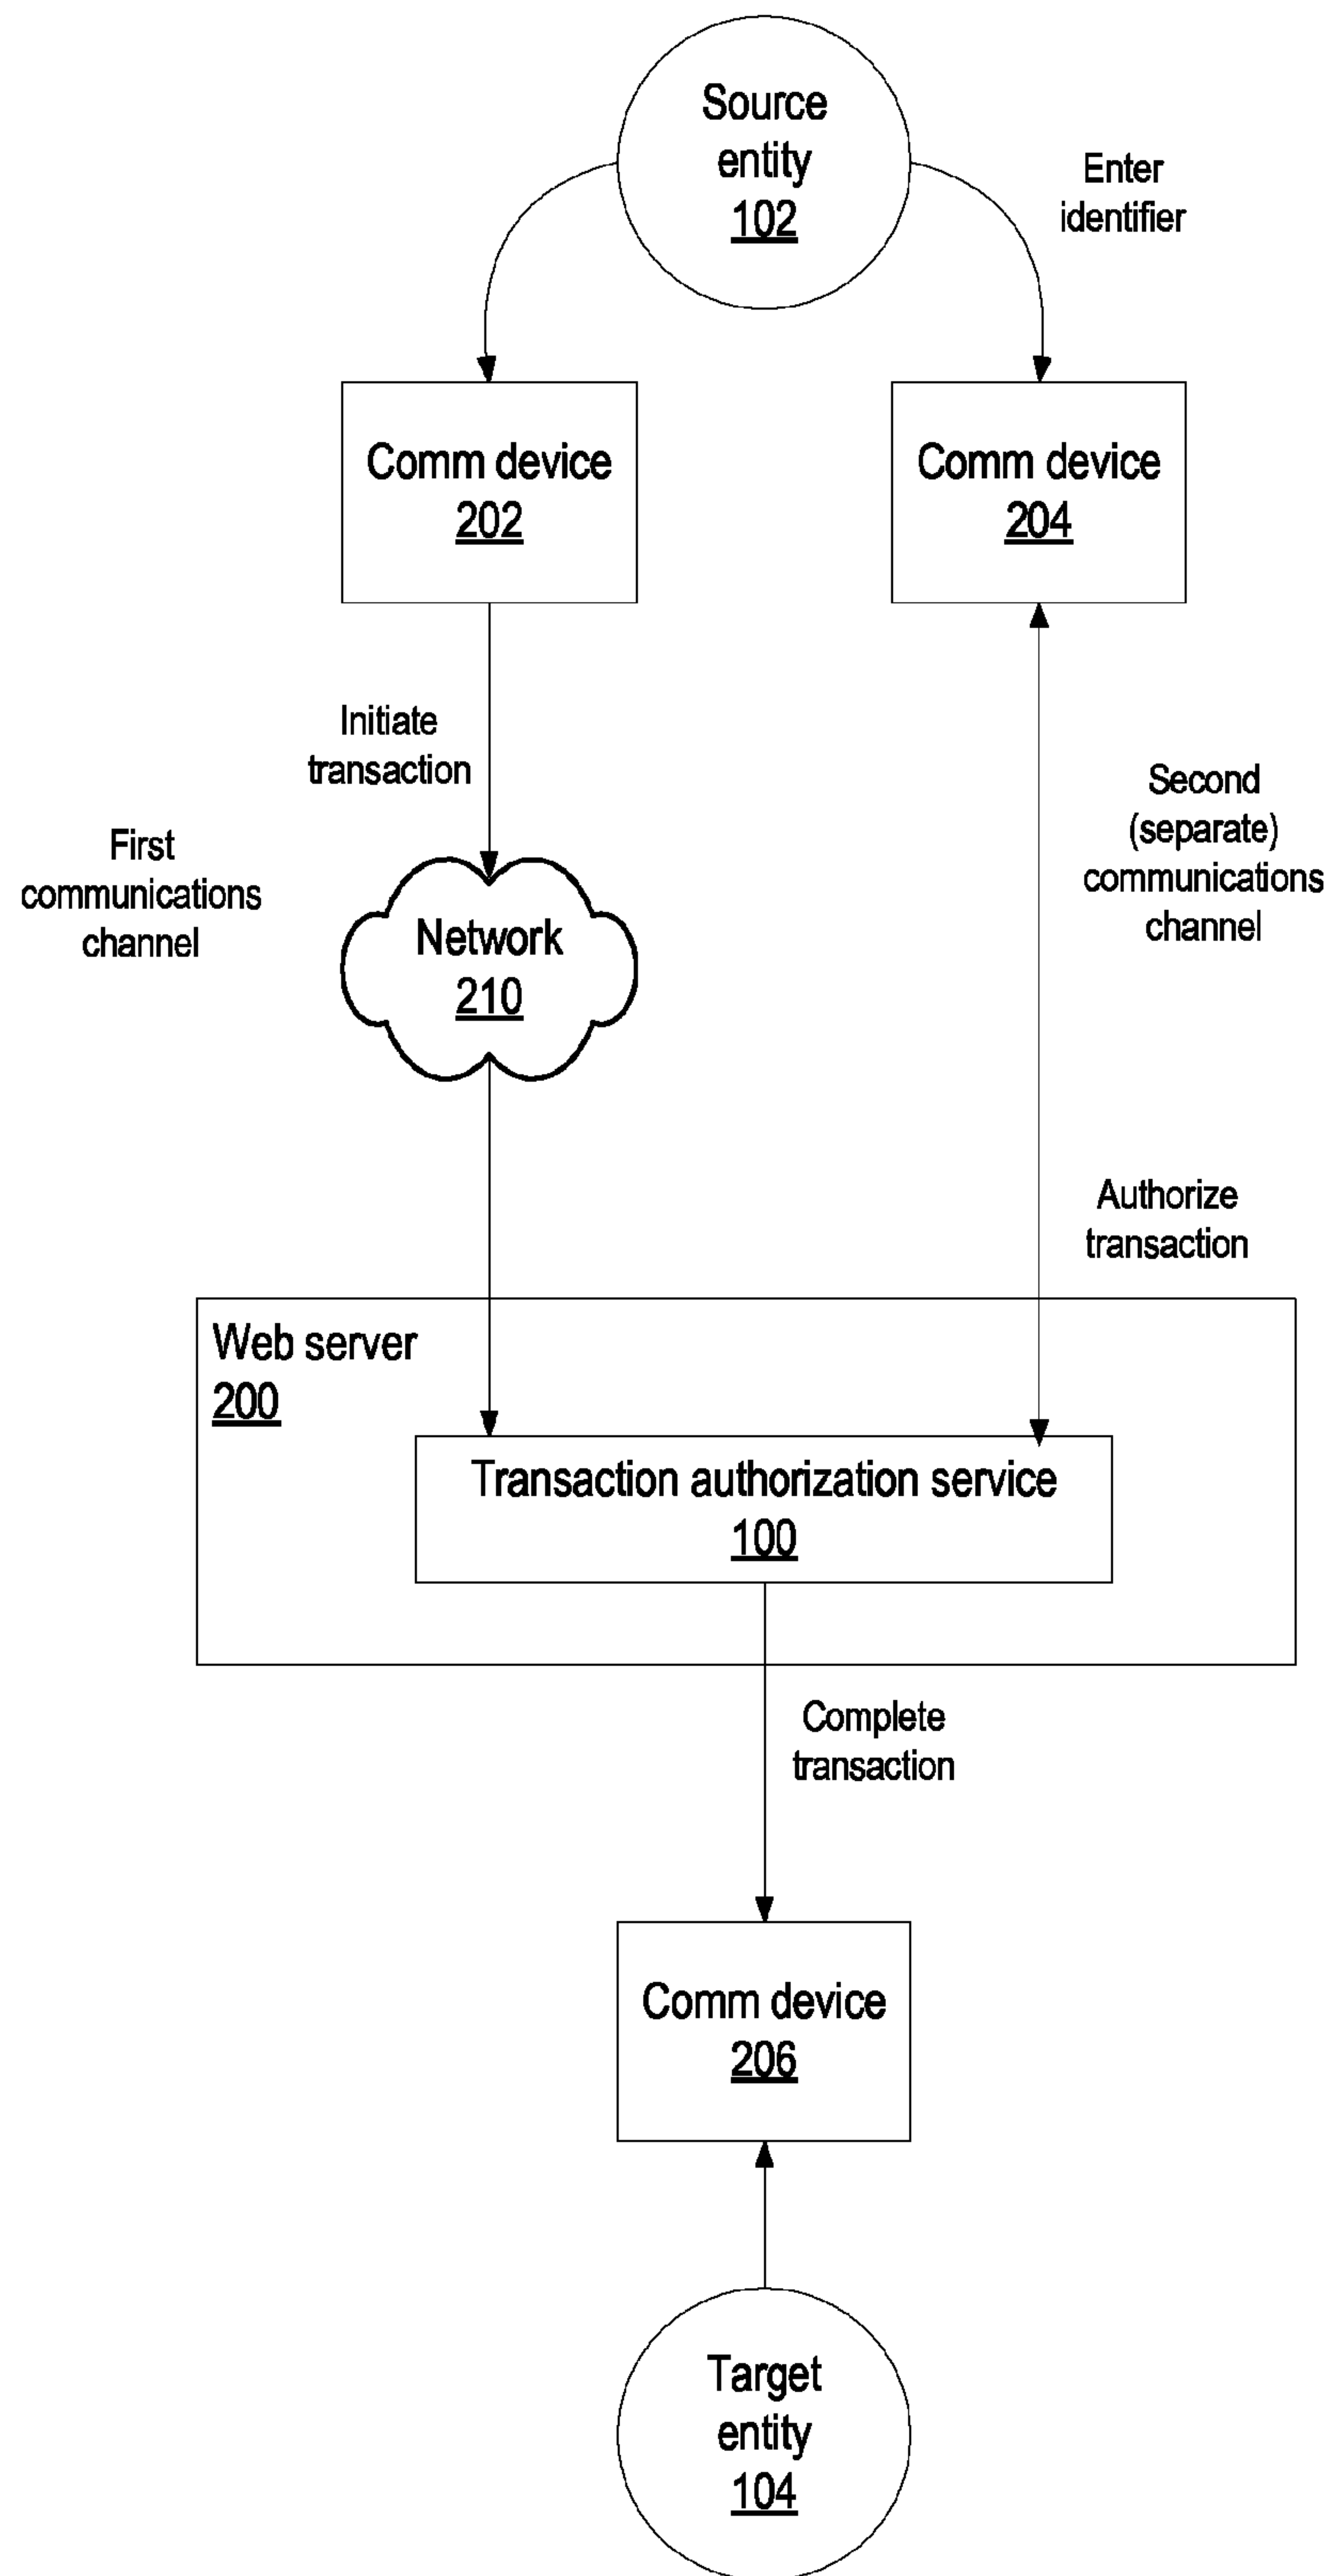 Source
entity
102
Enter
identifier
Comm device
202
Comm device
204
Initiate
transaction
First
communications
channel
Second
(separate)
communications
channel
Network
210
Authorize
transaction
Web server
200
Transaction authorization service
100
Complete
transaction
Comm device
206
Target
entity
104